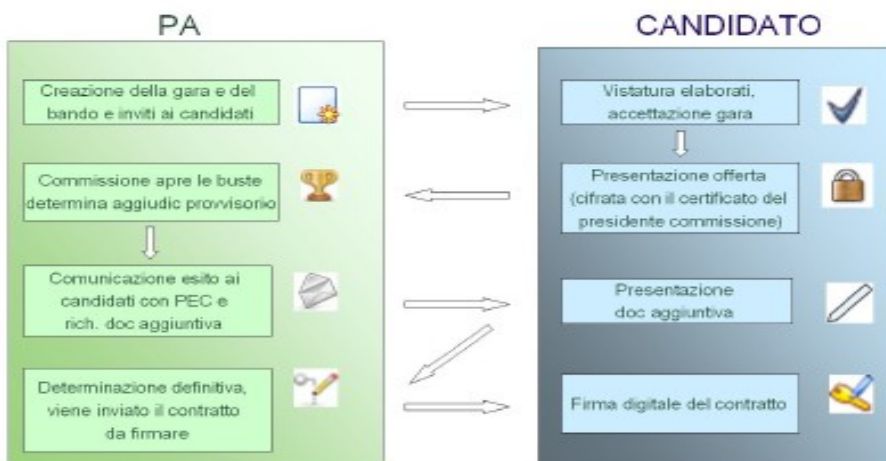 PA
CANDIDATO
Creazione della gara e del
bando e inviti ai candidati
Vistatura elaborati,
accettazione gara
Commissione apre le buste
determina aggiudic provvisorio
Presentazione offerta
(cifrata con il certificato del
presidente commissione)
Comunicazione esito ai
candidati con PEC e
rich. doc aggiuntiva
Presentazione
doc aggiuntiva
Determinazione definitiva,
viene inviato il contratto
da firmare
Firma digitale del contratto